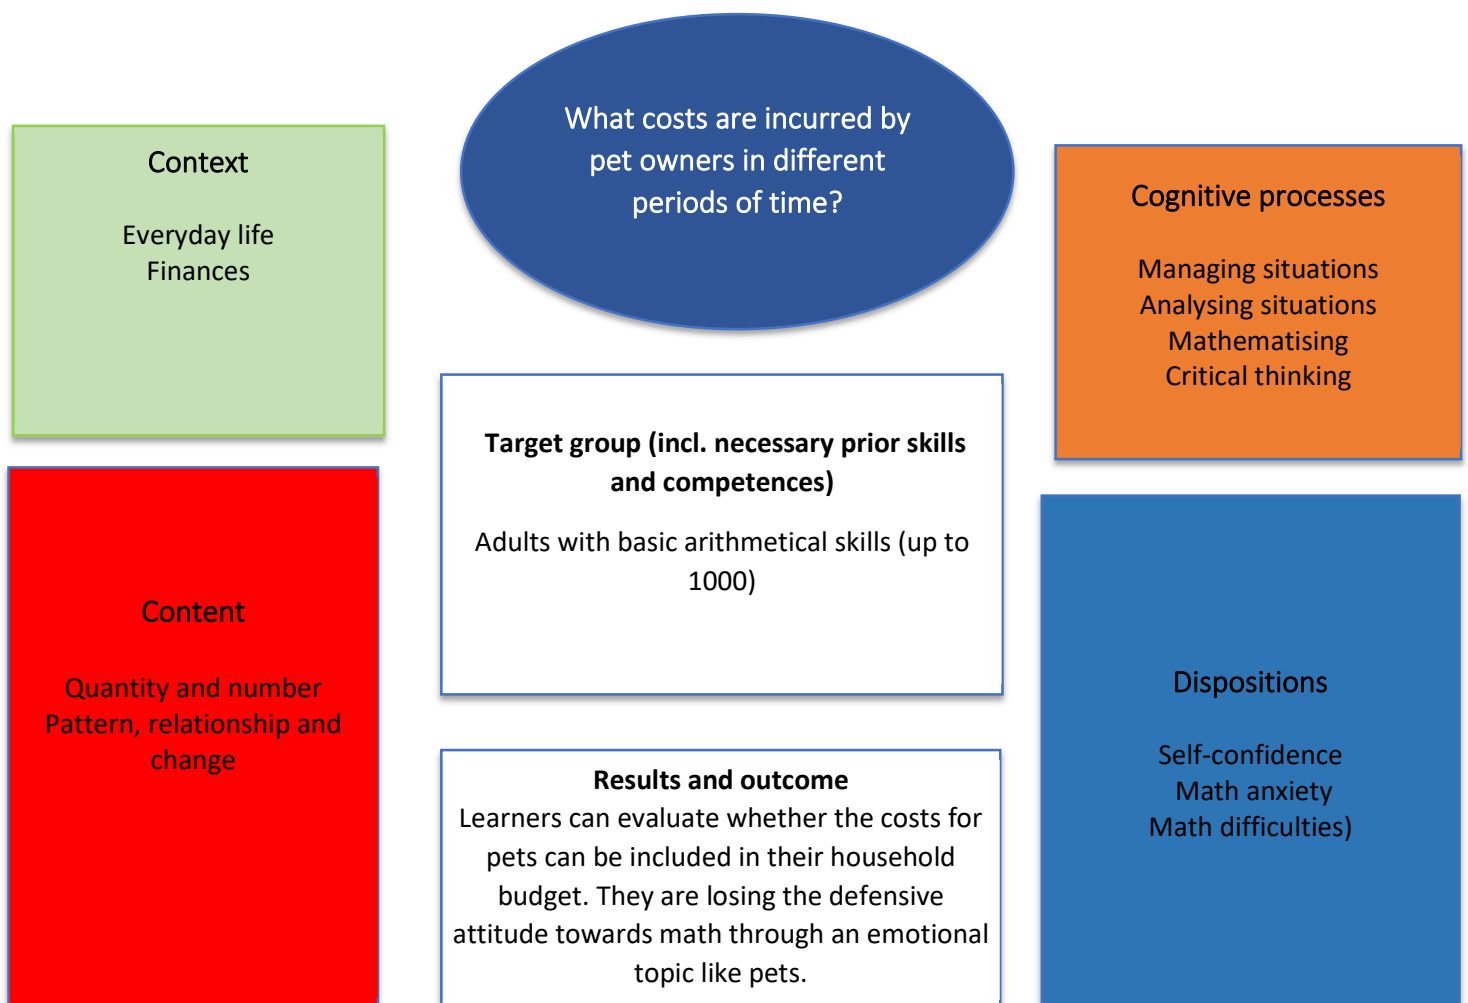 What costs are incurred by
pet owners in different
periods of time?
Context
Everyday life
Finances
Cognitive processes
Managing situations
Analysing situations
Mathematising
Critical thinking
Target group (incl. necessary prior skills
and competences)
Adults with basic arithmetical skills (up to
1000)
Content
Quantity and number
Pattern, relationship and
change
Dispositions
Self-confidence
Math anxiety
Math difficulties)
Results and outcome
Learners can evaluate whether the costs for
pets can be included in their household
budget. They are losing the defensive
attitude towards math through an emotional
topic like pets.